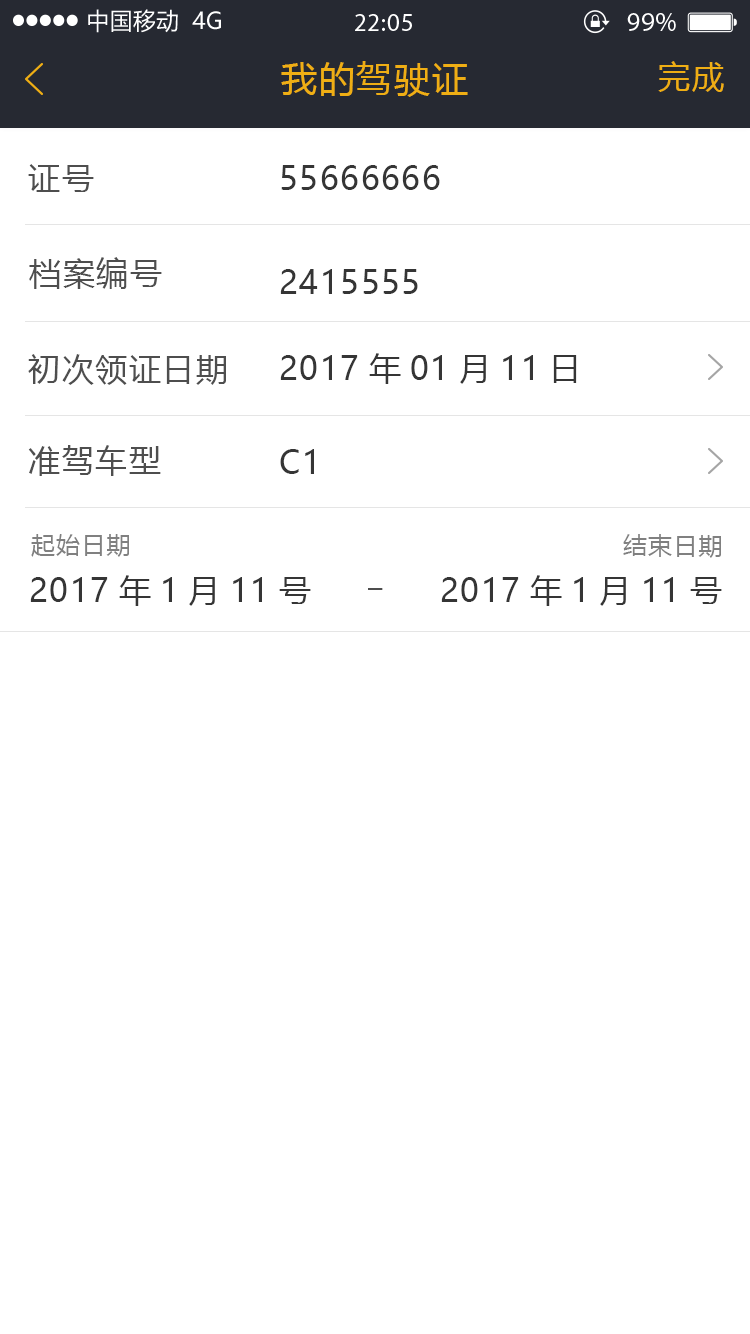 ●●●●● 中国移动 4G 22:05 99%
我的驾驶证 完成
证号 55666666
档案编号 2415555
初次领证日期 2017 年 01 月 11 日
准驾车型 C1
起始日期 结束日期
2017 年 1 月 11 号 – 2017 年 1 月 11 号